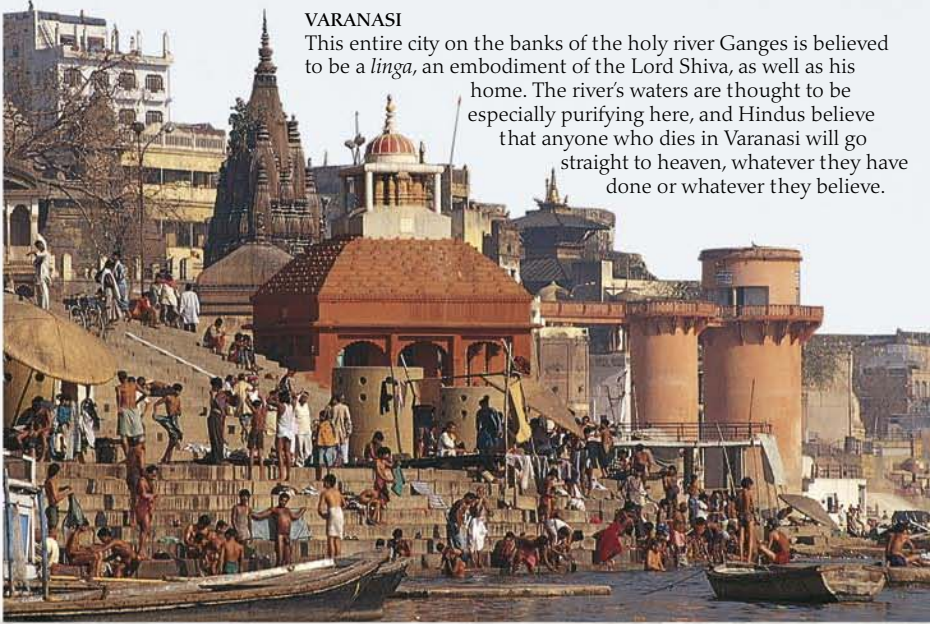 VARANASI
This entire city on the banks of the holy river Ganges is believed
to be a linga, an embodiment of the Lord Shiva, as well as his
home. The river’s waters are thought to be
especially purifying here, and Hindus believe
that anyone who dies in Varanasi will go
straight to heaven, whatever they have
done or whatever they believe.